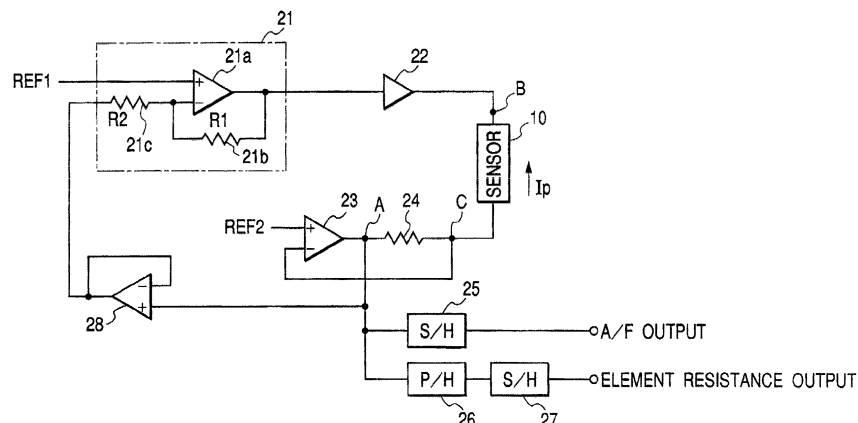 21
21a
REF1
+
-
22
B
R2
R1
10
21c
21b
SENSOR
Ip
23
A
24
C
REF2
+
-
-
+
28
25
S/H
A/F OUTPUT
P/H
S/H
ELEMENT RESISTANCE OUTPUT
26
27